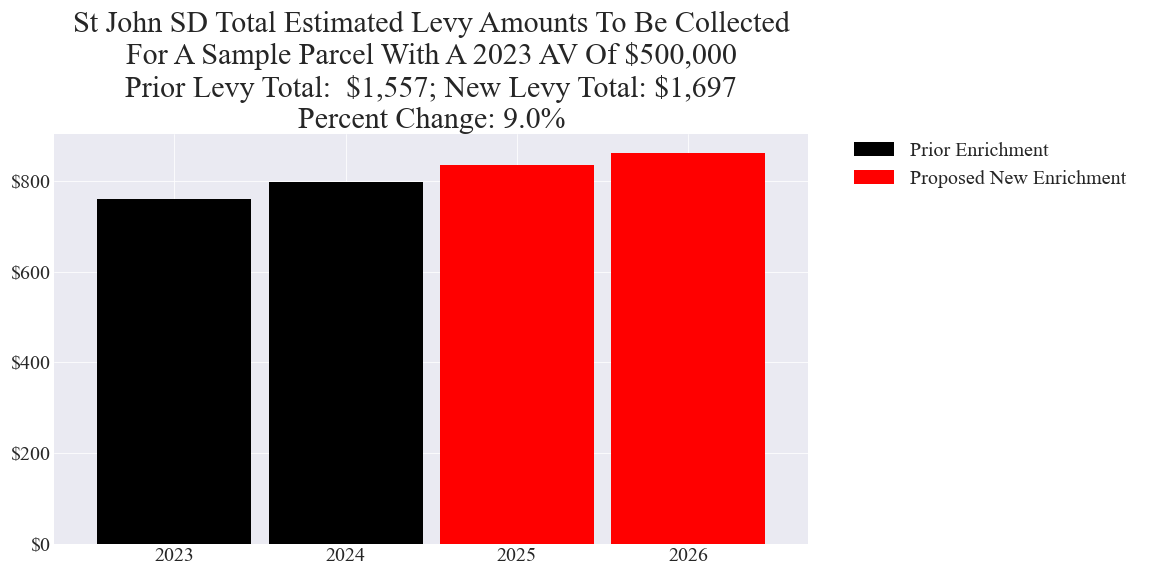 St John SD Total Estimated Levy Amounts To Be Collected
For A Sample Parcel With A 2023 AV Of $500,000
Prior Levy Total:  $1,557; New Levy Total: $1,697
Percent Change: 9.0%
Prior Enrichment
Proposed New Enrichment
$800
$600
$400
$200
$0
2023 2024 2025 2026